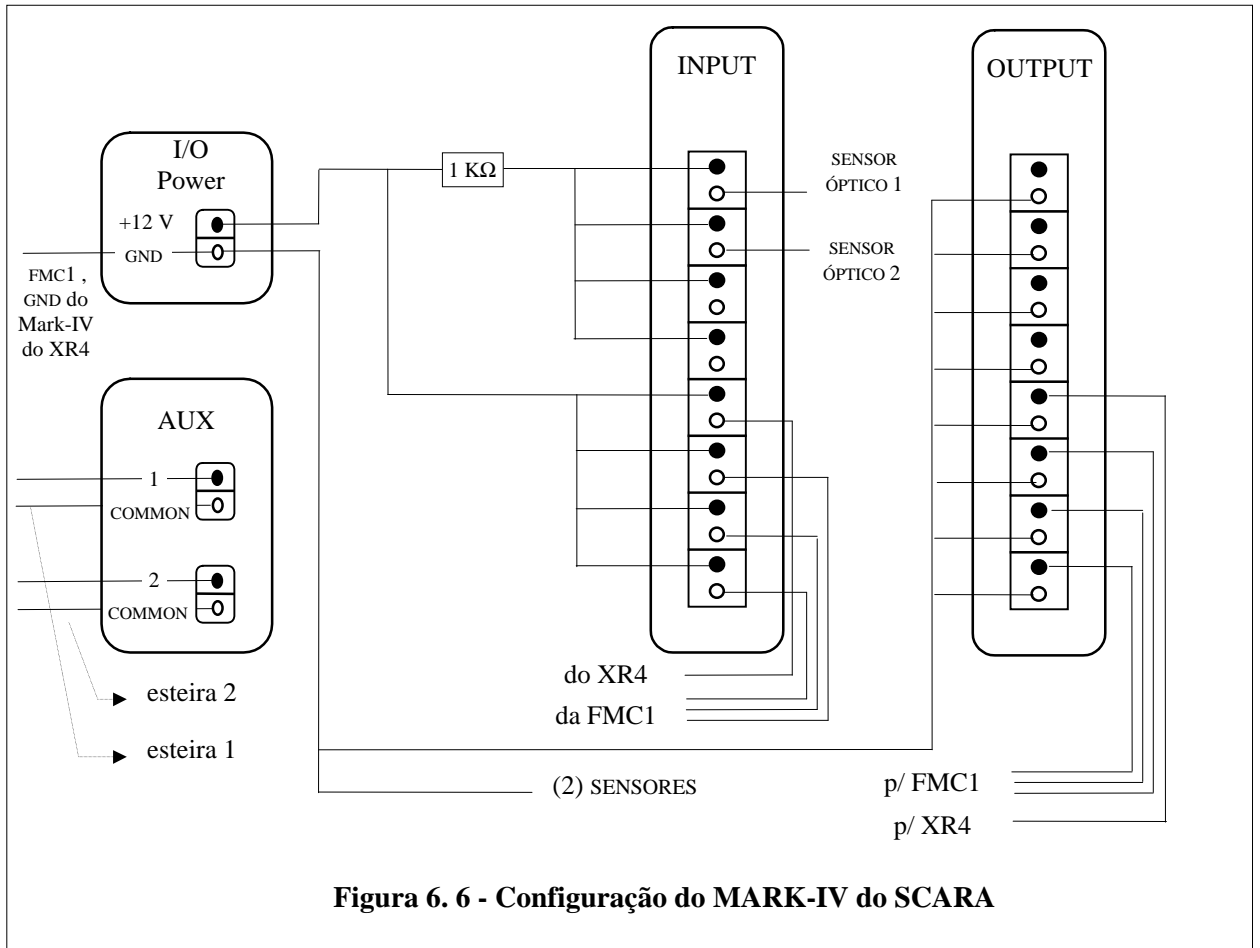 I/O
Power
+12 V
GND
FMC1 ,
GND do
Mark-IV
do XR4
AUX
1
COMMON
2
COMMON
esteira 2
esteira 1
1 KΩ
INPUT
SENSOR
ÓPTICO 1
SENSOR
ÓPTICO 2
do XR4
da FMC1
(2) SENSORES
OUTPUT
p/ FMC1
p/ XR4
Figura 6. 6 - Configuração do MARK-IV do SCARA